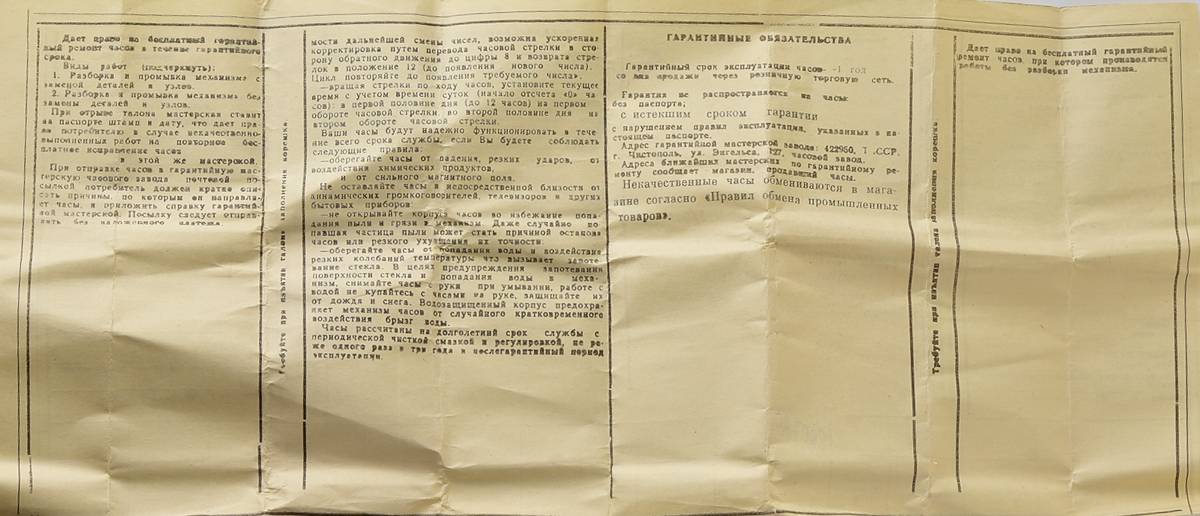 Дает право на бесплатный гарантий-
ный ремонт часов в течение гарантийного
срока.
Виды работ (подчеркнуть):
1. Разборка и промывка механизма с
заменой деталей и узлов.
2. Разборка и промывка механизма без
замены деталей и узлов.
При отрыве талона мастерская ставит
на паспорте штамп и дату, что дает пра-
во потребителю в случае некачественно-
выполненных работ на повторное бес-
платное исправление часов
в этой же мастерской.
При отправке часов в гарантийную мас-
терскую часового завода почтовой по-
сылкой потребитель должен кратко опи-
сать причины, по которым он направля-
ет часы, и приложить справку гарантий-
ной мастерской. Посылку следует отправ-
лять без наложенного платежа.
Требуйте при изъятии талона заполнения корешка.
мости дальнейшей смены чисел, возможна ускоренная
корректировка путем перевода часовой стрелки в сто-
рону обратного движения до цифры 8 и возврата стре-
лок в положение 12 (до появления нового числа).
Цикл повторяйте до появления требуемого числа.
—вращая стрелки по ходу часов, установите текущее
время с учетом времени суток (начало отсчета «0» ча-
сов): в первой половине дня (до 12 часов) на первом
обороте часовой стрелки, во второй половине дня на
втором обороте часовой стрелки.
Ваши часы будут надежно функционировать в тече-
ние всего срока службы, если Вы будете соблюдать
следующие правила:
—оберегайте часы от падения, резких ударов, от
воздействия химических продуктов,
и от сильного магнитного поля.
Не оставляйте часы в непосредственной близости от
динамических громкоговорителей, телевизоров и других
бытовых приборов:
—не открывайте корпуса часов во избежание попа-
дания пыли и грязи в механизм. Даже случайно по-
павшая частица пыли может стать причиной останова
часов или резкого ухудшения их точности.
—оберегайте часы от попадания воды и воздействия
резких колебаний температуры что вызывает запоте-
вание стекла. В целях предупреждения запотевания
поверхности стекла и попадания воды в меха-
низм, снимайте часы с руки при умывании, работе с
водой не купайтесь с часами на руке, защищайте их
от дождя и снега. Водозащищенный корпус предохра-
няет механизм часов от случайного кратковременного
воздействия брызг воды.
Часы рассчитаны на долголетний срок службы с
периодической чисткой смазкой и регулировкой, не ре-
же одного раза в три года в послегарантийный период
эксплуатации.
ГАРАНТИЙНЫЕ ОБЯЗАТЕЛЬСТВА
Гарантийный срок эксплуатации часов -1 год
со дня продажи через розничную торговую сеть.
Гарантия не распространяется на часы
без паспорта;
с истекшим сроком гарантии
с нарушением правил эксплуатации, указанных в на-
стоящем паспорте.
Адрес гарантийной мастерской завода: 422950, Т .ССР.
г. Чистополь, ул. Энгельса, 127, часовой завод.
Адреса ближайших мастерских по гарантийному ре-
монту сообщает магазин, продавший часы.
Некачественные часы обмениваются в мага-
зине согласно «Правил обмена промышленных
товаров».
Требуйте при изъятии талона заполнения корешка
Дает право на бесплатный гарантийный
ремонт часов, при котором производятся
работы без разборки механизма.